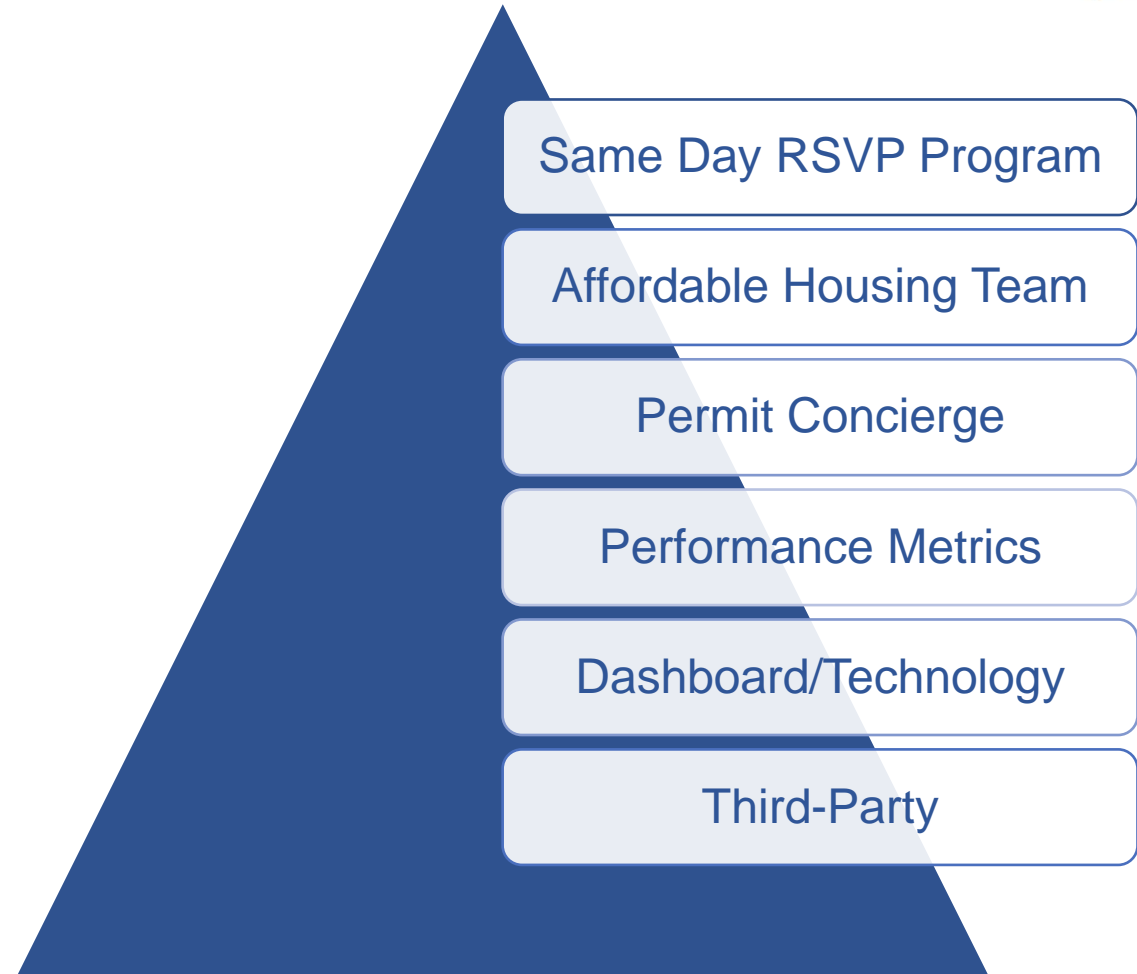 Same Day RSVP Program
Affordable Housing Team
Permit Concierge
Performance Metrics
Dashboard/Technology
Third-Party